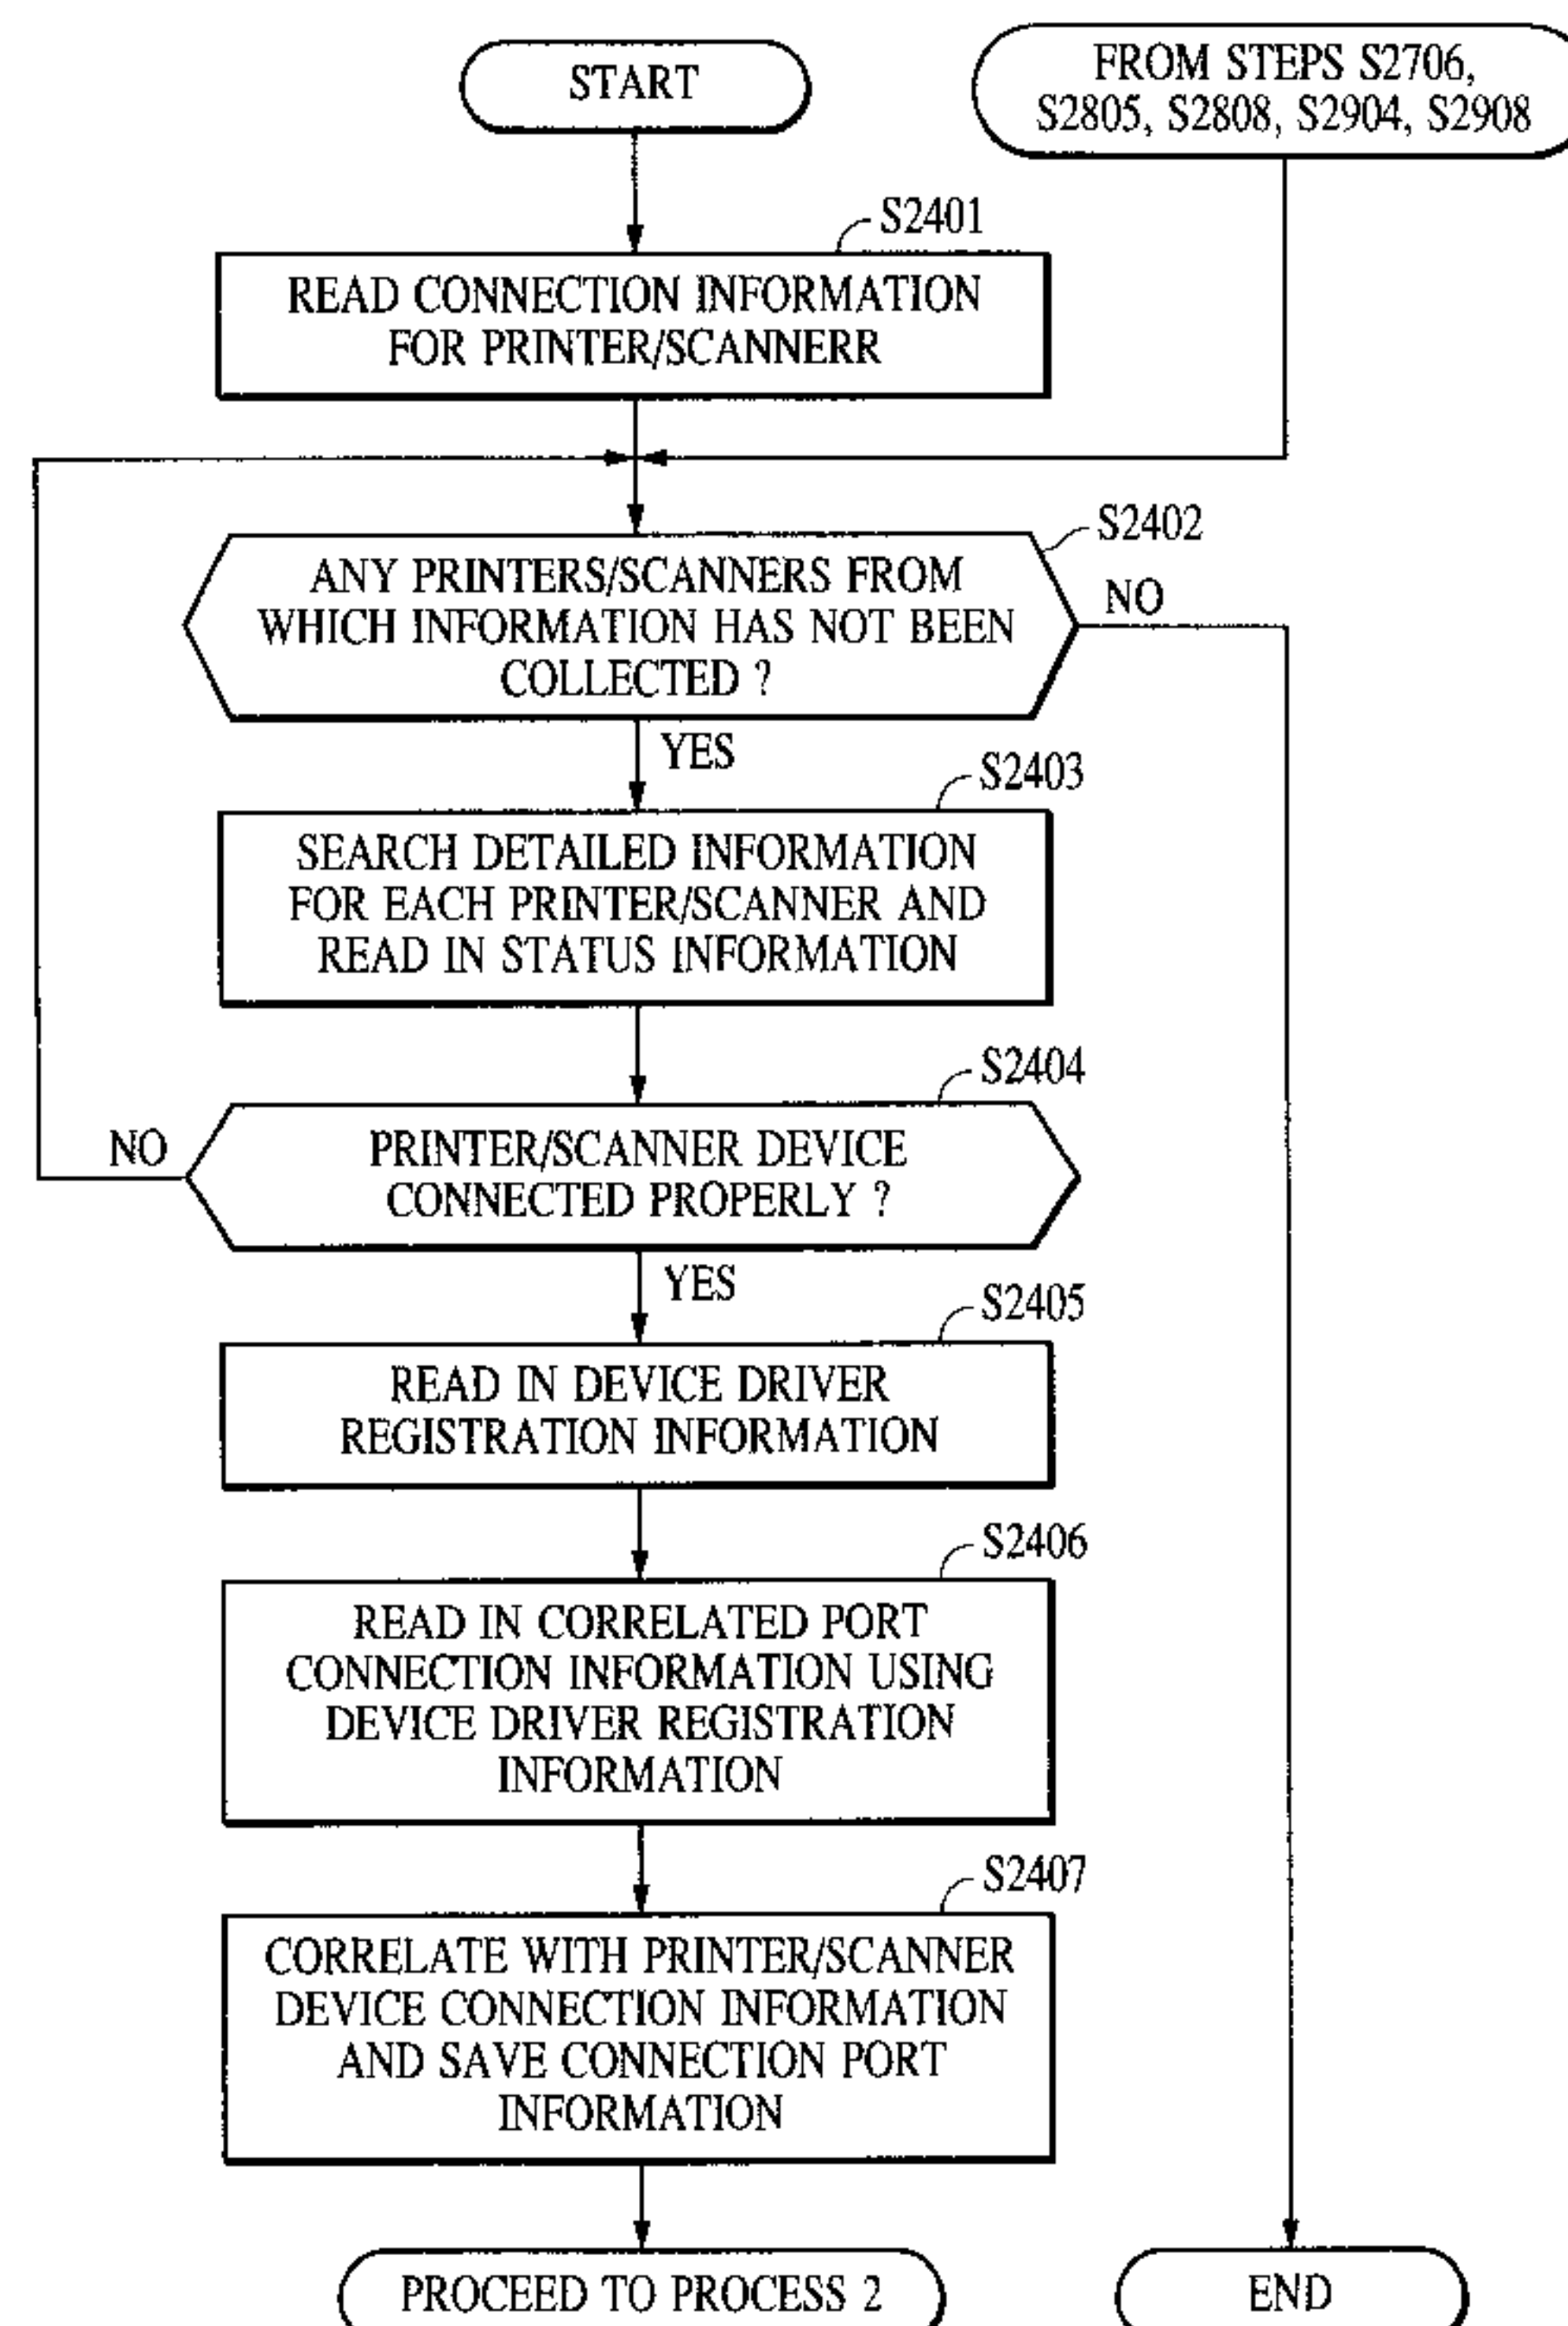 START
FROM STEPS S2706,
S2805, S2808, S2904, S2908
S2401
READ CONNECTION INFORMATION
FOR PRINTER/SCANNERR
S2402
ANY PRINTERS/SCANNERS FROM
WHICH INFORMATION HAS NOT BEEN
COLLECTED ?
NO
YES
S2403
SEARCH DETAILED INFORMATION
FOR EACH PRINTER/SCANNER AND
READ IN STATUS INFORMATION
S2404
NO
PRINTER/SCANNER DEVICE
CONNECTED PROPERLY ?
YES
S2405
READ IN DEVICE DRIVER
REGISTRATION INFORMATION
S2406
READ IN CORRELATED PORT
CONNECTION INFORMATION USING
DEVICE DRIVER REGISTRATION
INFORMATION
S2407
CORRELATE WITH PRINTER/SCANNER
DEVICE CONNECTION INFORMATION
AND SAVE CONNECTION PORT
INFORMATION
PROCEED TO PROCESS 2
END